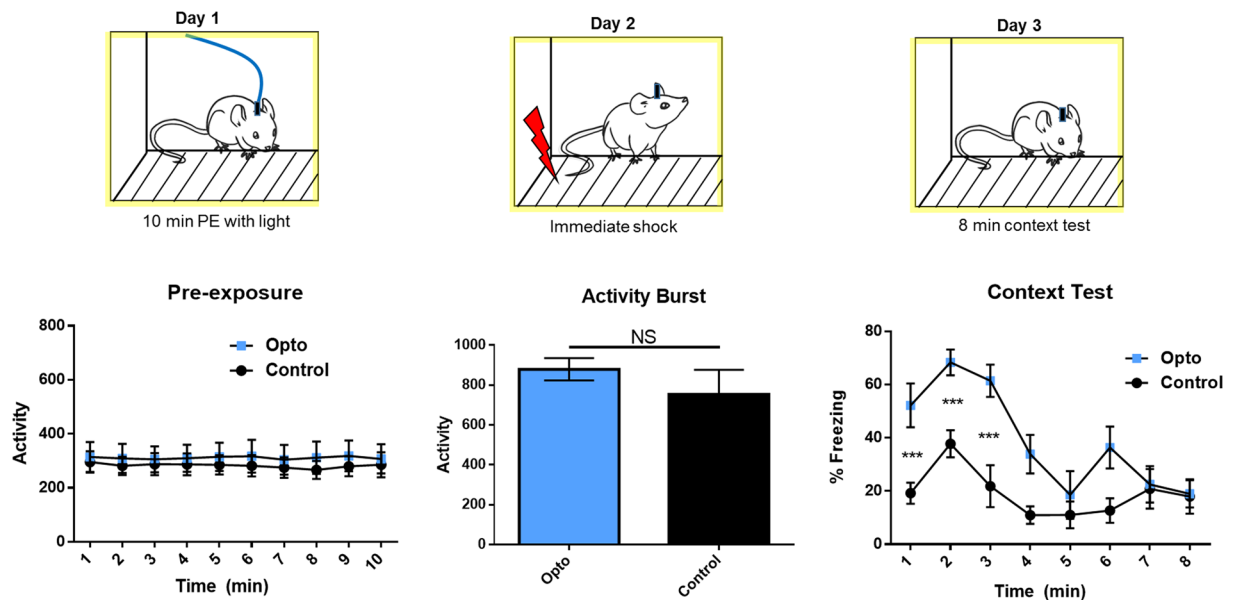 Day 1
Day 2
Day 3
10 min PE with light
Immediate shock
8 min context test
Pre-exposure
Activity
800
600
400
200
0
Opto
Control
1 2 3 4 5 6 7 8 9 10
Time (min)
Activity Burst
Activity
1000
800
600
400
200
0
NS
Opto
Control
Context Test
% Freezing
80
60
40
20
0
Opto
Control
***
***
***
1 2 3 4 5 6 7 8
Time (min)